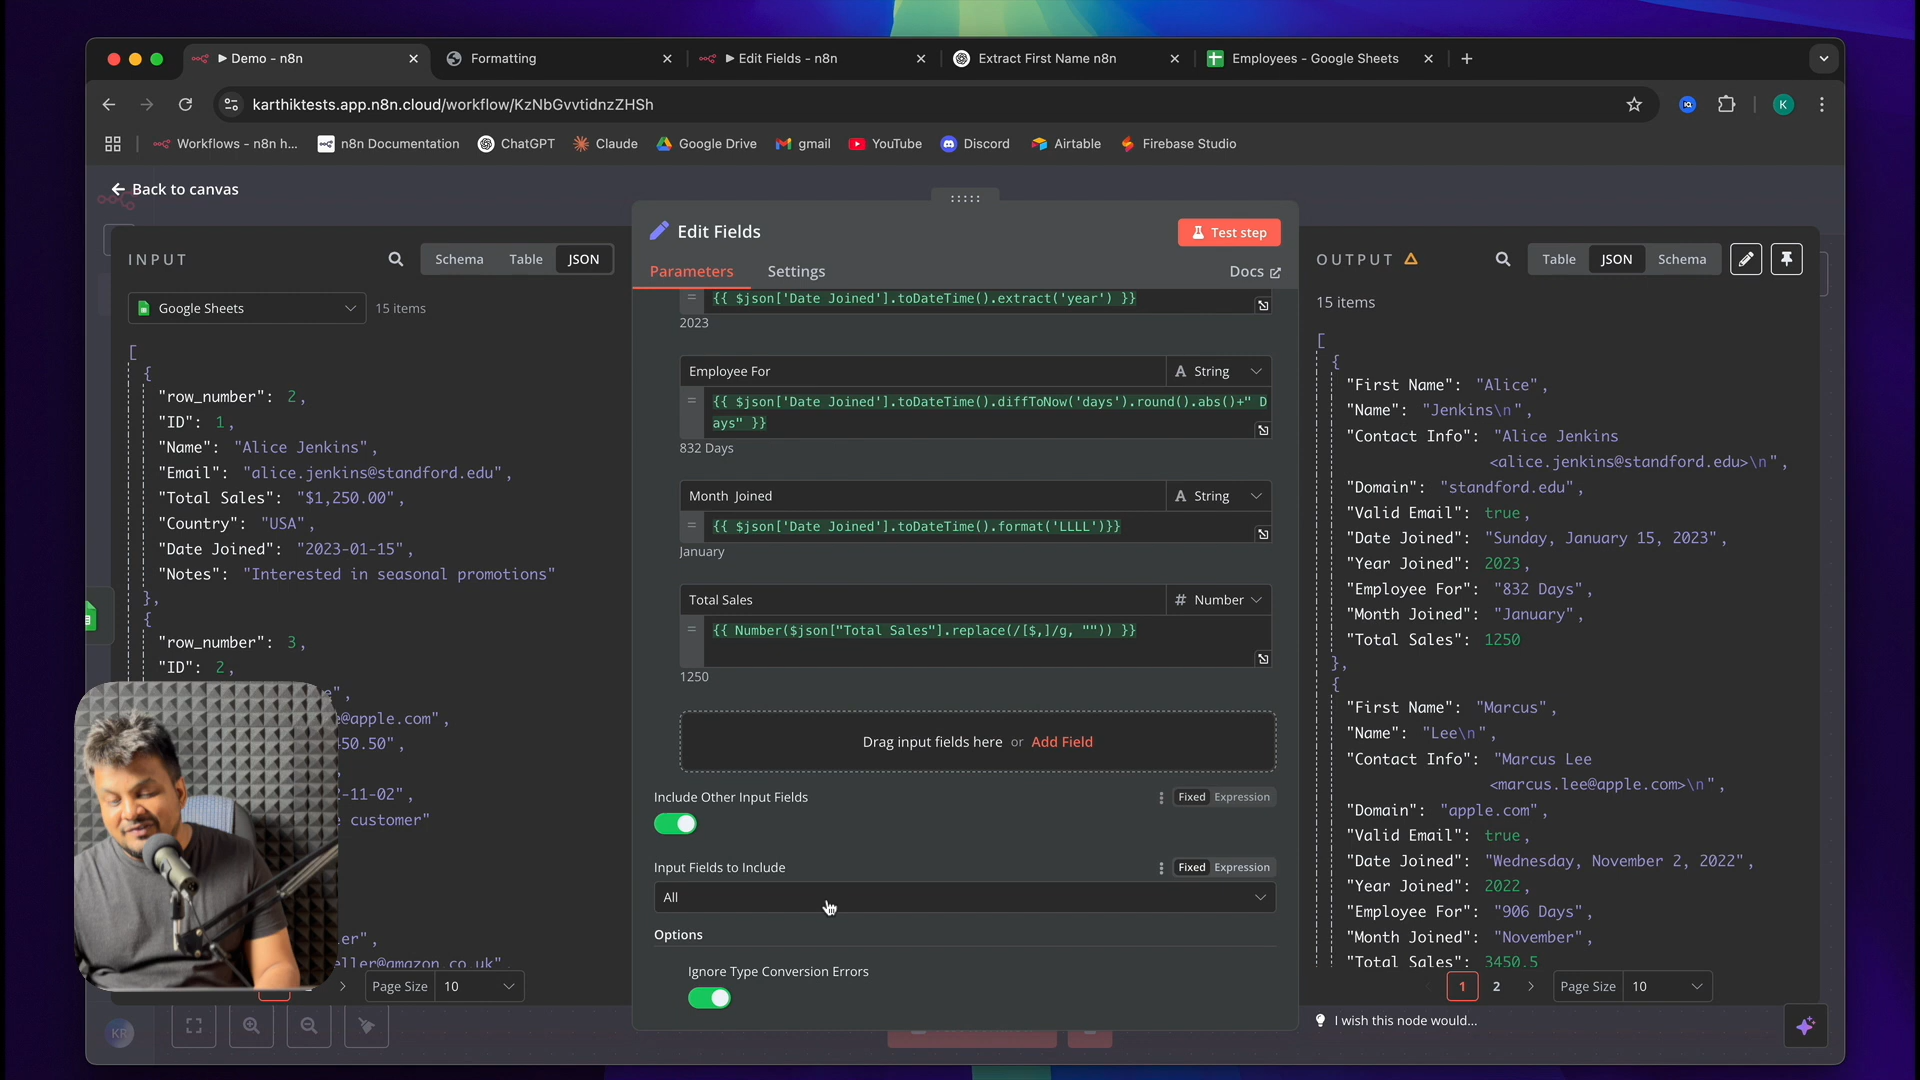 Demo - n8n
Formatting
Edit Fields - n8n
Extract First Name n8n
Employees - Google Sheets
karthiktests.app.n8n.cloud/workflow/KzNbGvvtidnzZHSh
K
Workflows - n8n h...
n8n Documentation
ChatGPT
Claude
Google Drive
gmail
YouTube
Discord
Airtable
Firebase Studio
Back to canvas
INPUT
Schema
Table
JSON
Google Sheets
15 items
[
{
"row_number": 2,
"ID": 1,
"Name": "Alice Jenkins",
"Email": "alice.jenkins@standford.edu",
"Total Sales": "$1,250.00",
"Country": "USA",
"Date Joined": "2023-01-15",
"Notes": "Interested in seasonal promotions"
},
{
"row_number": 3,
"ID": 2,
e",
e@apple.com",
450.50",
,
2-11-02",
e customer"
er",
eller@amazon.co.uk",
Page Size
10
KR
Edit Fields
Test step
Parameters
Settings
Docs
= {{ $json['Date Joined'].toDateTime().extract('year') }}
2023
Employee For
A String
= {{ $json['Date Joined'].toDateTime().diffToNow('days').round().abs()+" D
ays" }}
832 Days
Month Joined
A String
= {{ $json['Date Joined'].toDateTime().format('LLLL')}}
January
Total Sales
# Number
= {{ Number($json["Total Sales"].replace(/[$,]/g, "")) }}
1250
Drag input fields here or Add Field
Include Other Input Fields
Fixed Expression
Input Fields to Include
Fixed Expression
All
Options
Ignore Type Conversion Errors
OUTPUT
Table
JSON
Schema
15 items
[
{
"First Name": "Alice",
"Name": "Jenkins\n",
"Contact Info": "Alice Jenkins
<alice.jenkins@standford.edu>\n",
"Domain": "standford.edu",
"Valid Email": true,
"Date Joined": "Sunday, January 15, 2023",
"Year Joined": 2023,
"Employee For": "832 Days",
"Month Joined": "January",
"Total Sales": 1250
},
{
"First Name": "Marcus",
"Name": "Lee\n",
"Contact Info": "Marcus Lee
<marcus.lee@apple.com>\n",
"Domain": "apple.com",
"Valid Email": true,
"Date Joined": "Wednesday, November 2, 2022",
"Year Joined": 2022,
"Employee For": "906 Days",
"Month Joined": "November",
"Total Sales": 3450.5
1
2
Page Size
10
I wish this node would...